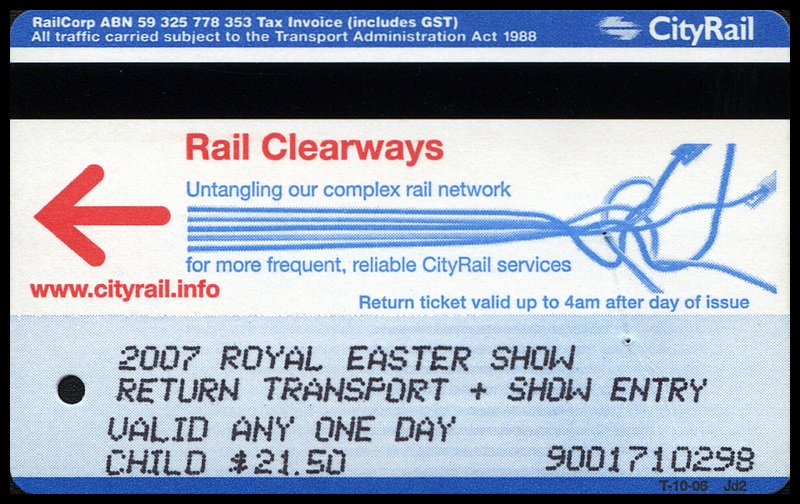 RailCorp ABN 59 325 778 353 Tax Invoice (includes GST)
All traffic carried subject to the Transport Administration Act 1988
CityRail
Rail Clearways
Untangling our complex rail network
for more frequent, reliable CityRail services
www.cityrail.info
Return ticket valid up to 4am after day of issue
2007 ROYAL EASTER SHOW
RETURN TRANSPORT + SHOW ENTRY
VALID ANY ONE DAY
CHILD $21.50 9001710298
T-10-06 Jd2